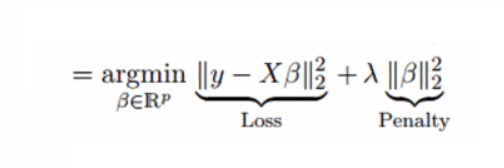 = argmin ‖y − Xβ‖₂² + λ ‖β‖₂²
β∈ℝᵖ
Loss Penalty